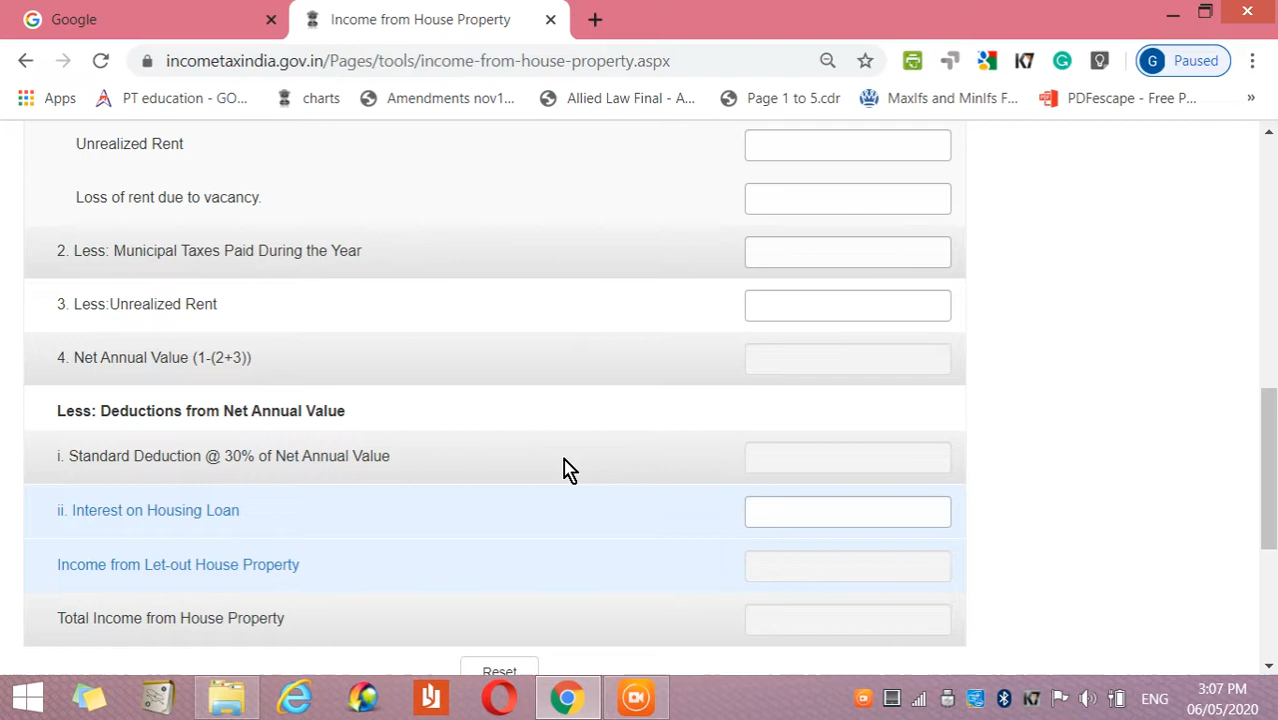 Google
Income from House Property
incometaxindia.gov.in/Pages/tools/income-from-house-property.aspx
G Paused
Apps
PT education - GO...
charts
Amendments nov1...
Allied Law Final - A...
Page 1 to 5.cdr
MaxIfs and MinIfs F...
PDFescape - Free P...
»
Unrealized Rent
Loss of rent due to vacancy.
2. Less: Municipal Taxes Paid During the Year
3. Less:Unrealized Rent
4. Net Annual Value (1-(2+3))
Less: Deductions from Net Annual Value
i. Standard Deduction @ 30% of Net Annual Value
ii. Interest on Housing Loan
Income from Let-out House Property
Total Income from House Property
Reset
ENG
3:07 PM
06/05/2020